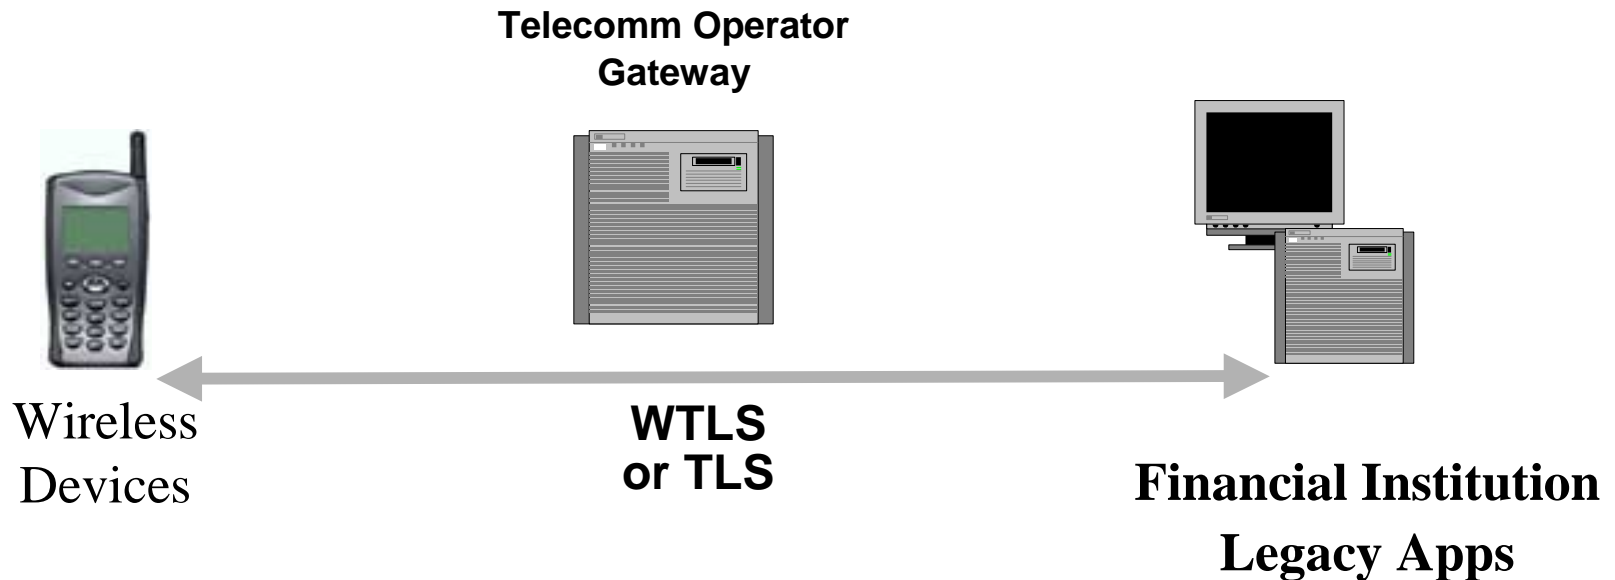 Telecomm Operator
Gateway
Wireless
Devices
WTLS
or TLS
Financial Institution
Legacy Apps